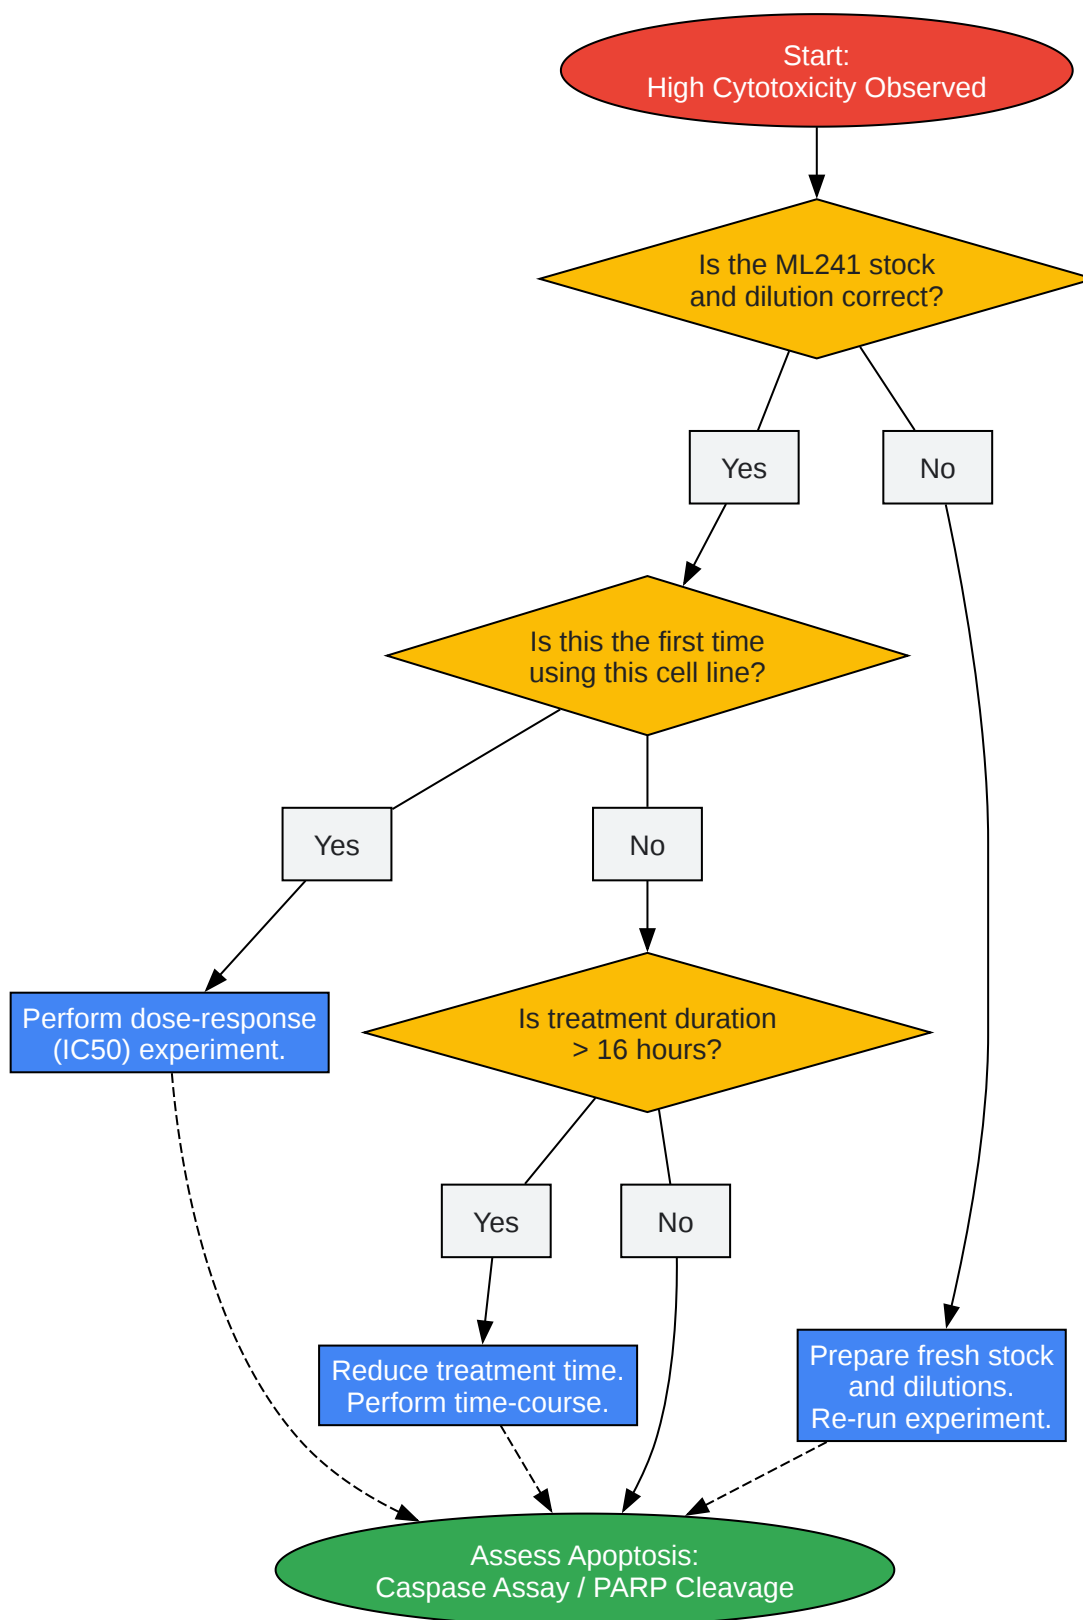 Start:
High Cytotoxicity Observed
Is the ML241 stock
and dilution correct?
Yes
No
Is this the first time
using this cell line?
Yes
No
Perform dose-response
(IC50) experiment.
Is treatment duration
> 16 hours?
Yes
No
Reduce treatment time.
Perform time-course.
Prepare fresh stock
and dilutions.
Re-run experiment.
Assess Apoptosis:
Caspase Assay / PARP Cleavage